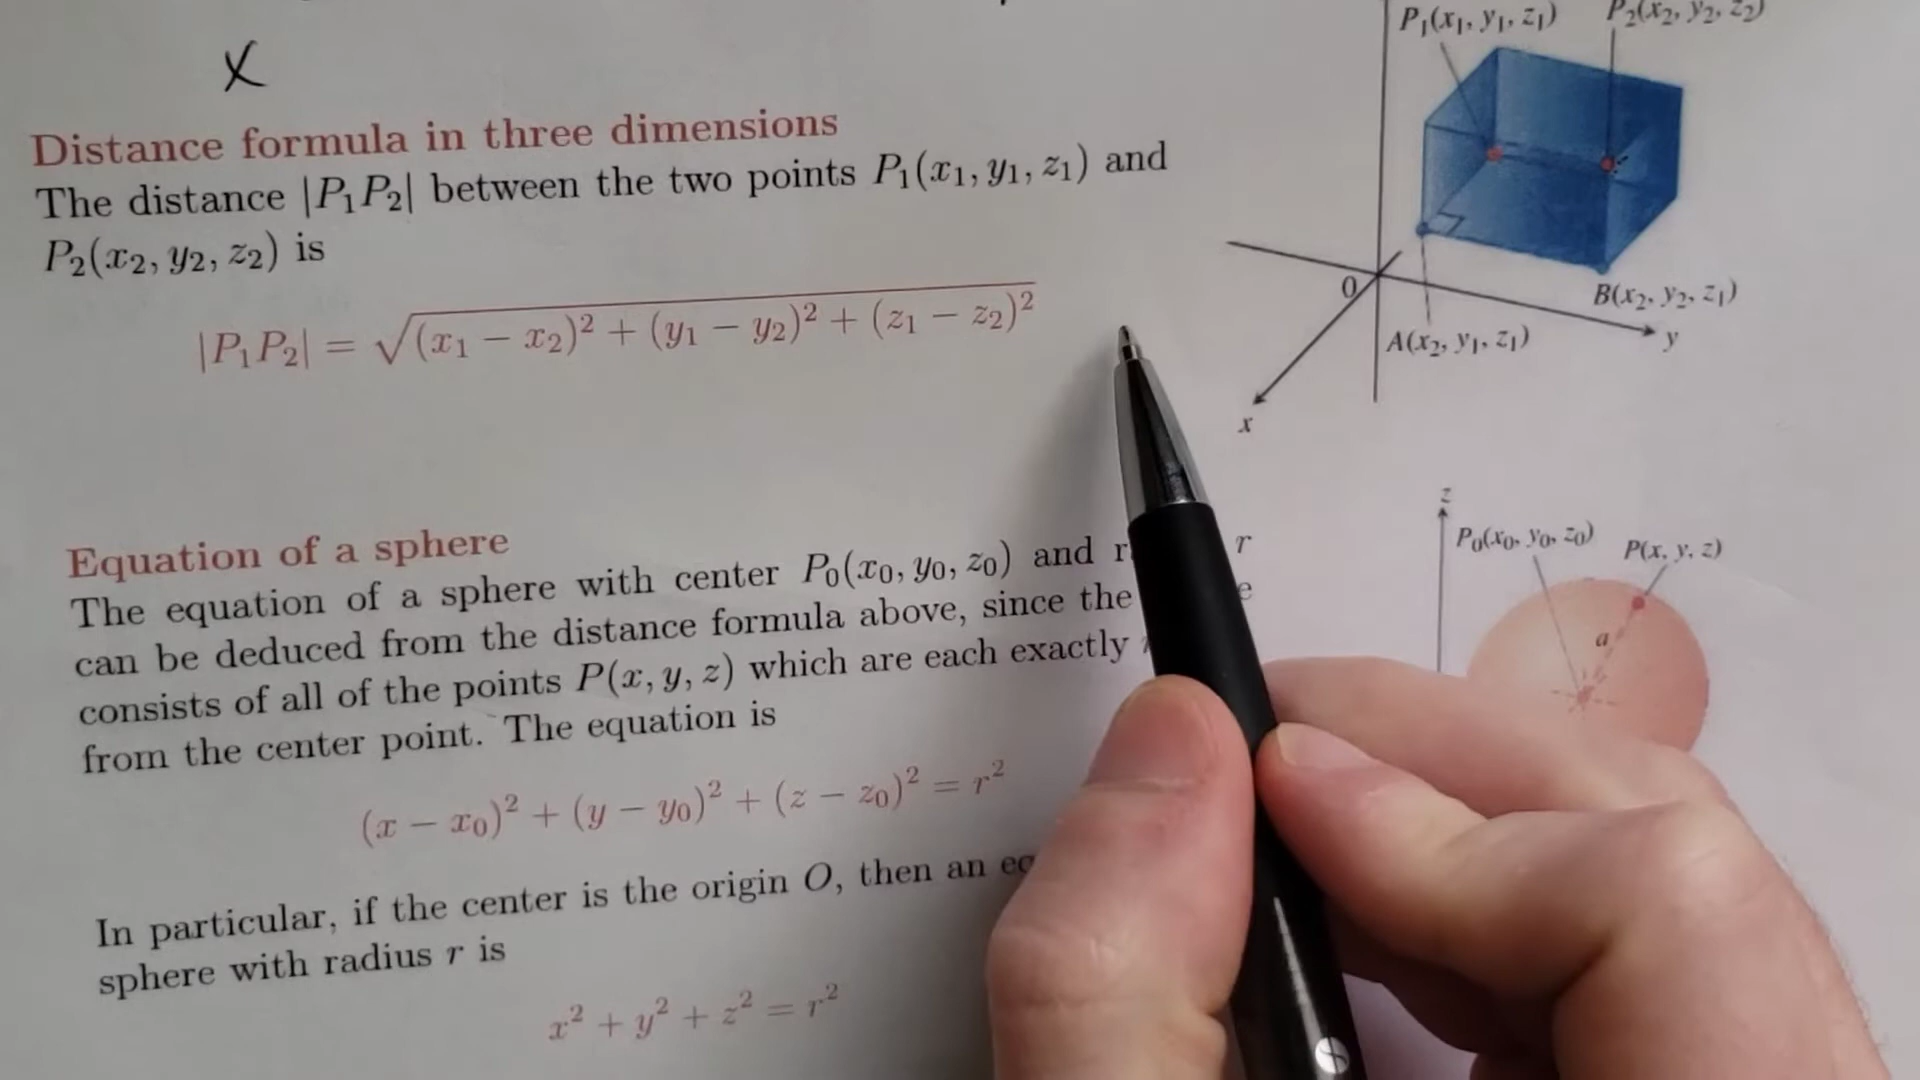 X
Distance formula in three dimensions
The distance |P₁P₂| between the two points P₁(x₁, y₁, z₁) and
P₂(x₂, y₂, z₂) is
|P₁P₂| = √((x₁ − x₂)² + (y₁ − y₂)² + (z₁ − z₂)²)
P₁(x₁, y₁, z₁)
P₂(x₂, y₂, z₂)
0
B(x₂, y₂, z₁)
A(x₂, y₁, z₁)
y
x
Equation of a sphere
The equation of a sphere with center P₀(x₀, y₀, z₀) and r
can be deduced from the distance formula above, since the
consists of all of the points P(x, y, z) which are each exactly
from the center point. The equation is
(x − x₀)² + (y − y₀)² + (z − z₀)² = r²
In particular, if the center is the origin O, then an
sphere with radius r is
x² + y² + z² = r²
z
P₀(x₀, y₀, z₀)
P(x, y, z)
a